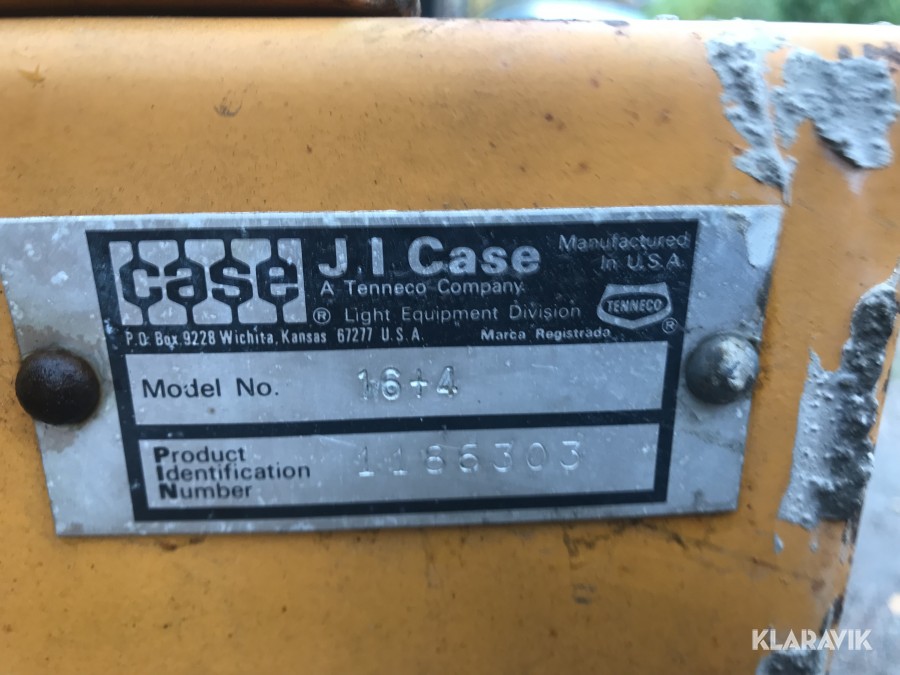 case
J I Case
Manufactured
In U.S.A.
A Tenneco Company
® Light Equipment Division
TENNECO
®
P.O. Box 9228 Wichita, Kansas 67277 U.S.A.
Marca Registrada
Model No. 16+4
Product
Identification
Number
1186303
KLARAVIK